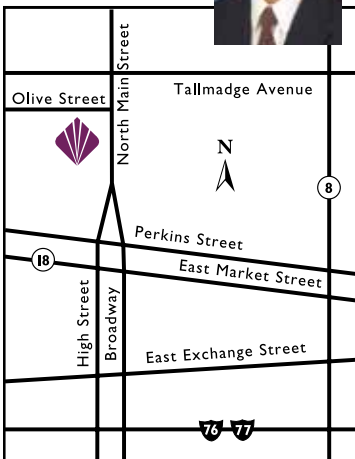 North Main Street
Tallmadge Avenue
Olive Street
N
8
Perkins Street
18
East Market Street
High Street
Broadway
East Exchange Street
76 77